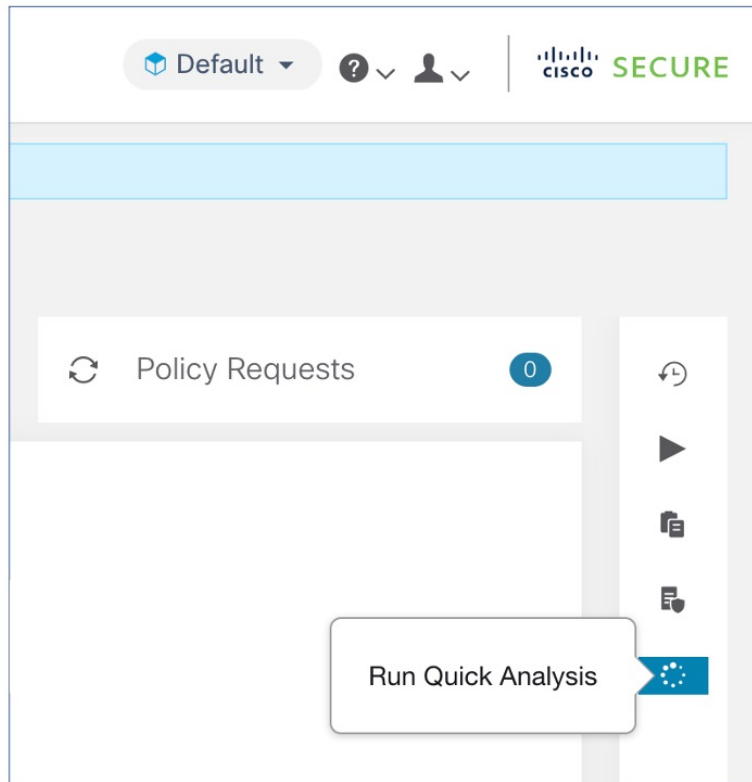 Default
CISCO SECURE
Policy Requests
0
Run Quick Analysis